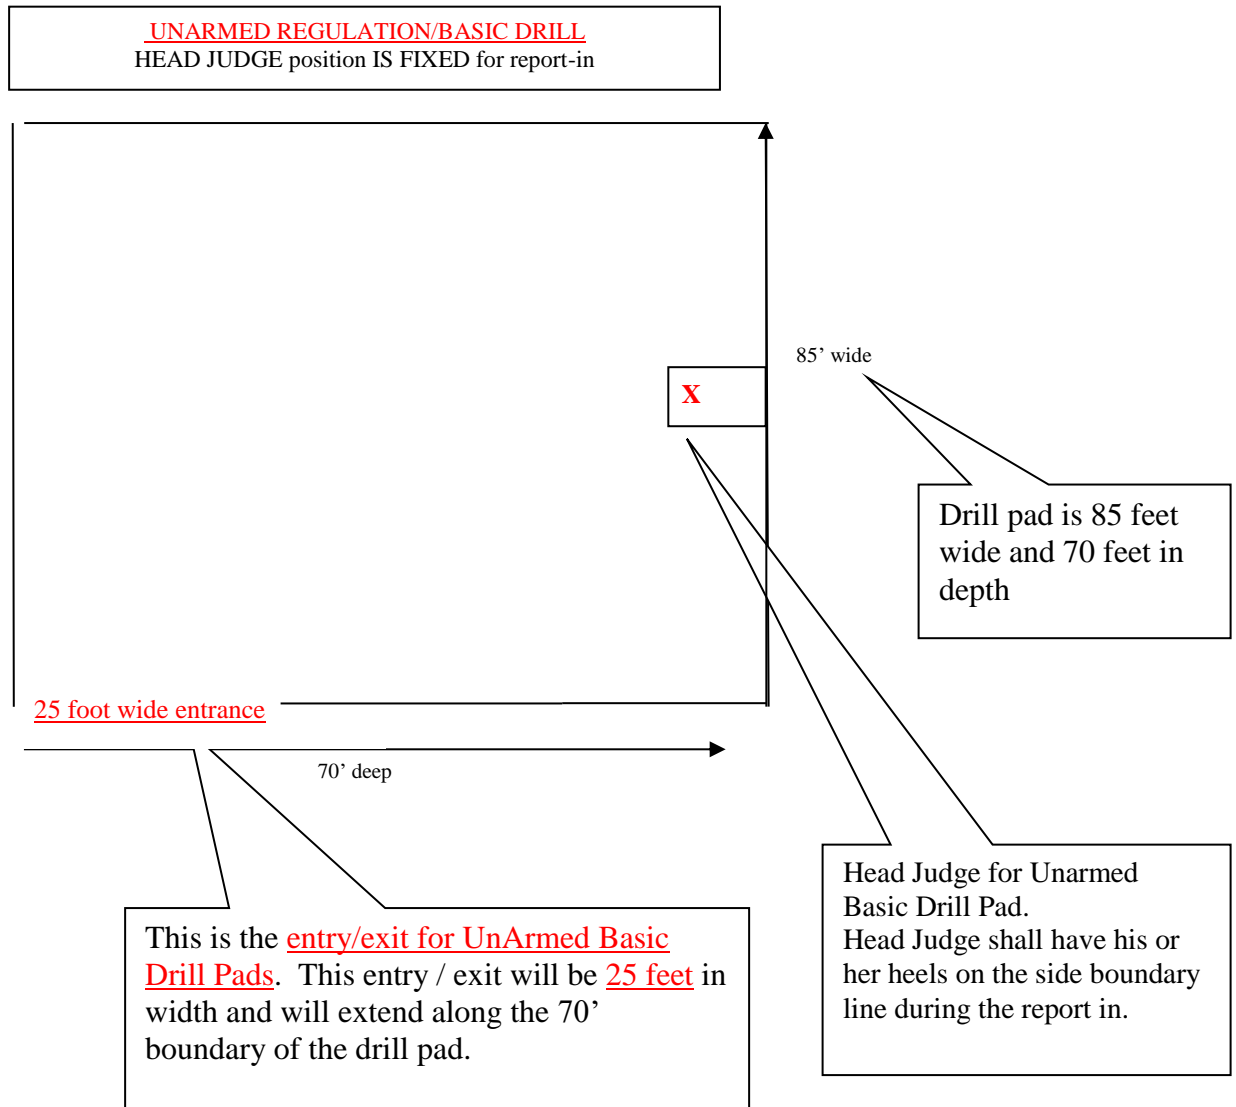 UNARMED REGULATION/BASIC DRILL
HEAD JUDGE position IS FIXED for report-in
85’ wide
X
Drill pad is 85 feet
wide and 70 feet in
depth
25 foot wide entrance
70’ deep
Head Judge for Unarmed
Basic Drill Pad.
Head Judge shall have his or
her heels on the side boundary
line during the report in.
This is the entry/exit for UnArmed Basic
Drill Pads. This entry / exit will be 25 feet in
width and will extend along the 70’
boundary of the drill pad.